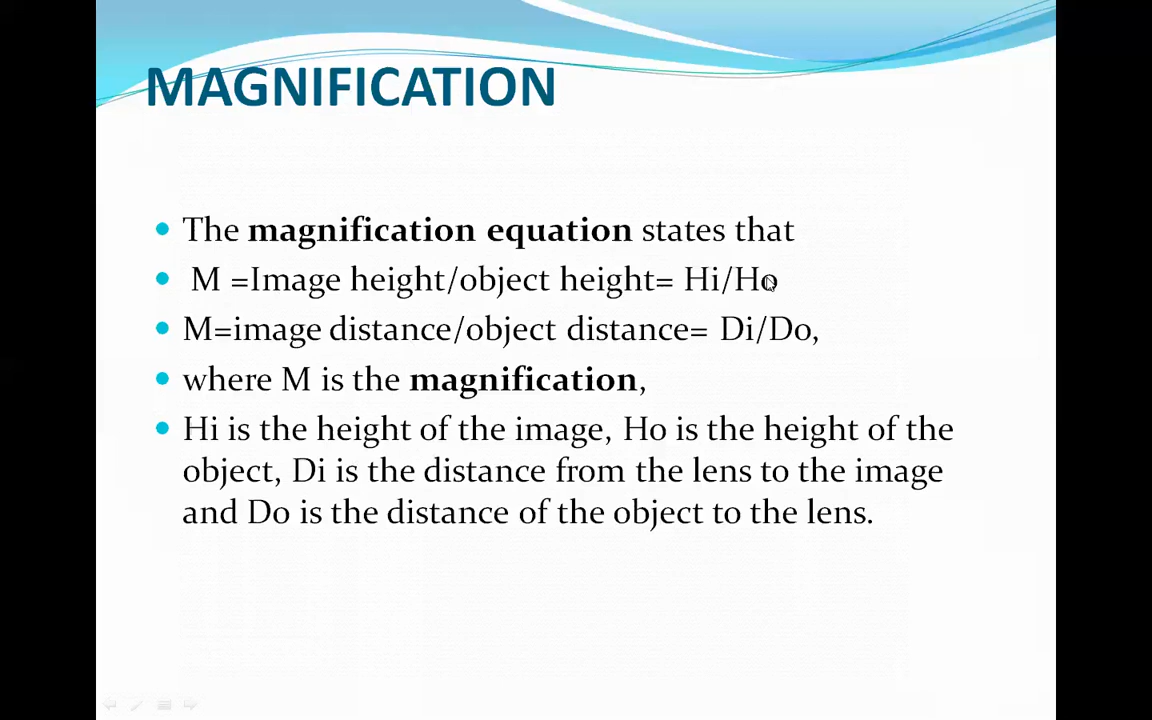 MAGNIFICATION
• The magnification equation states that
• M =Image height/object height= Hi/Ho
• M=image distance/object distance= Di/Do,
• where M is the magnification,
• Hi is the height of the image, Ho is the height of the
object, Di is the distance from the lens to the image
and Do is the distance of the object to the lens.